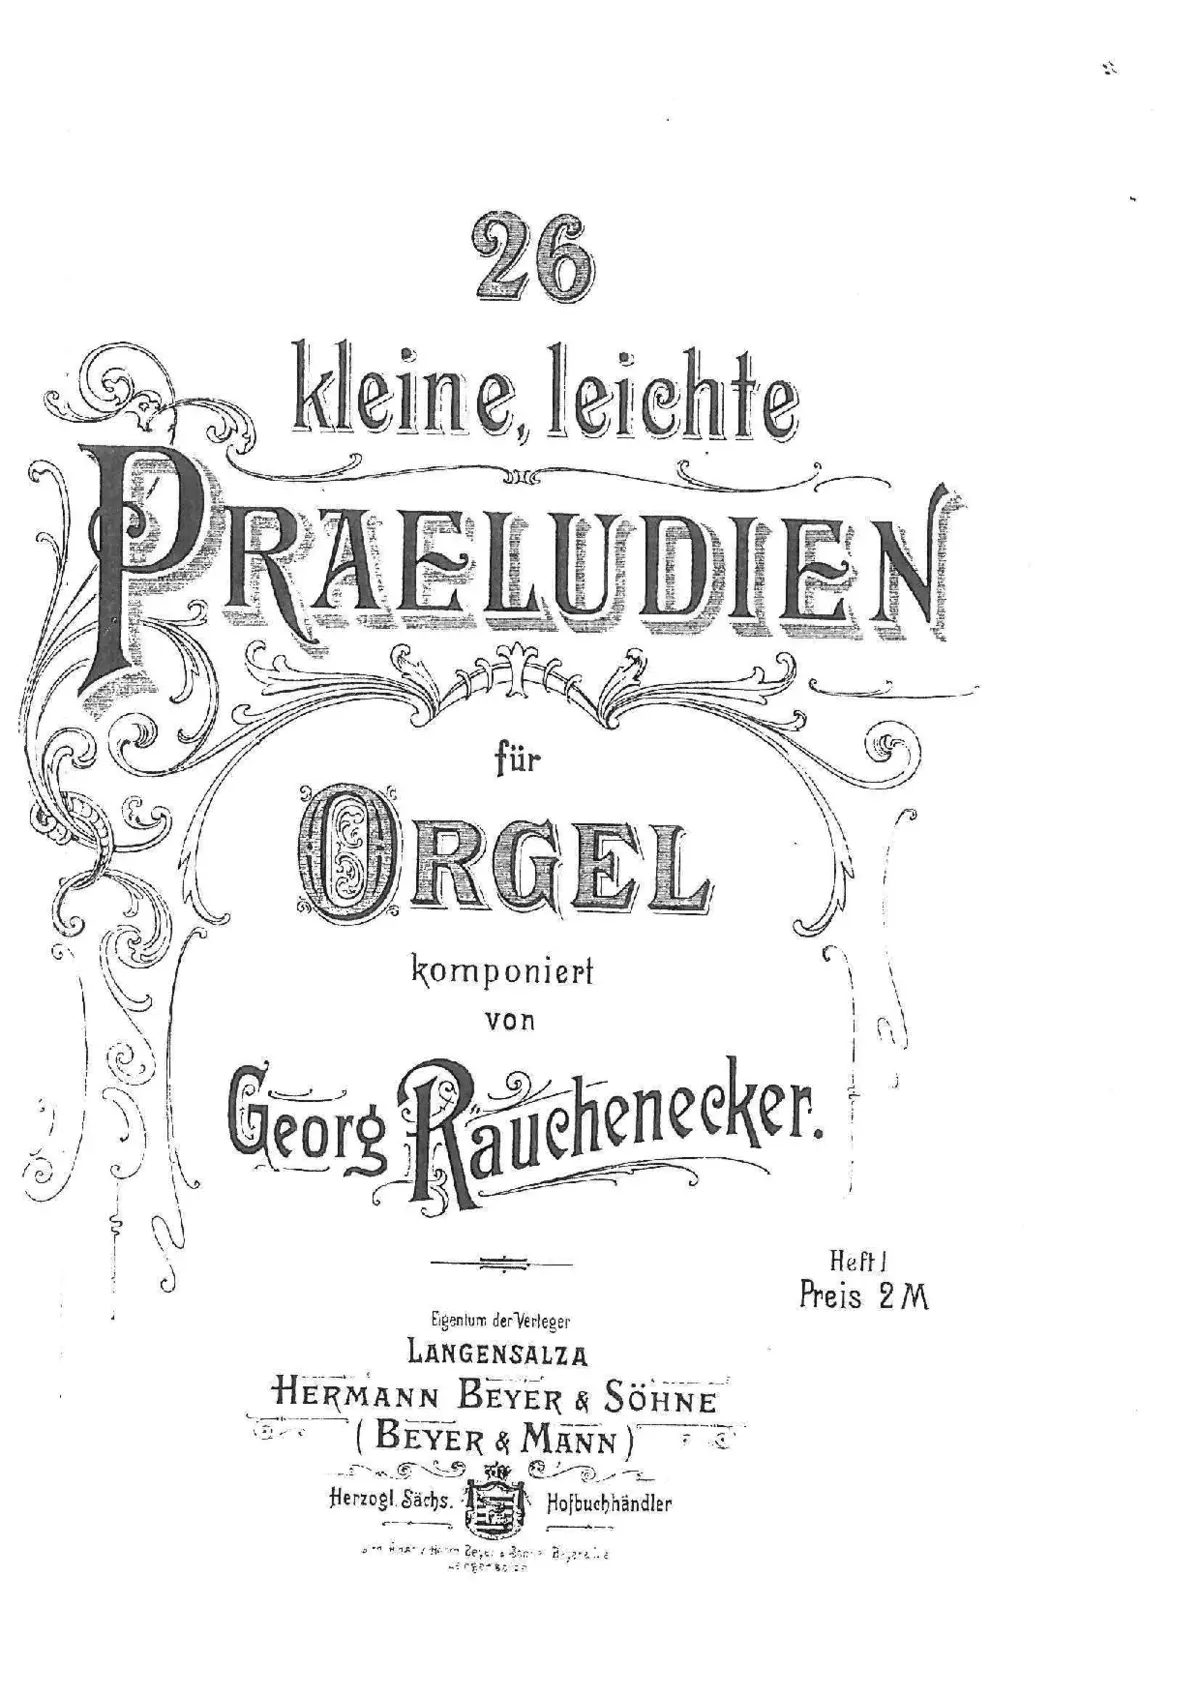 26
kleine, leichte
PRAELUDIEN
für
ORGEL
komponiert
von
Georg Rauchenecker.
Heft 1
Preis 2 M
Eigentum der Verleger
LANGENSALZA
HERMANN BEYER & SÖHNE
(BEYER & MANN)
Herzogl. Sächs. Hofbuchhändler